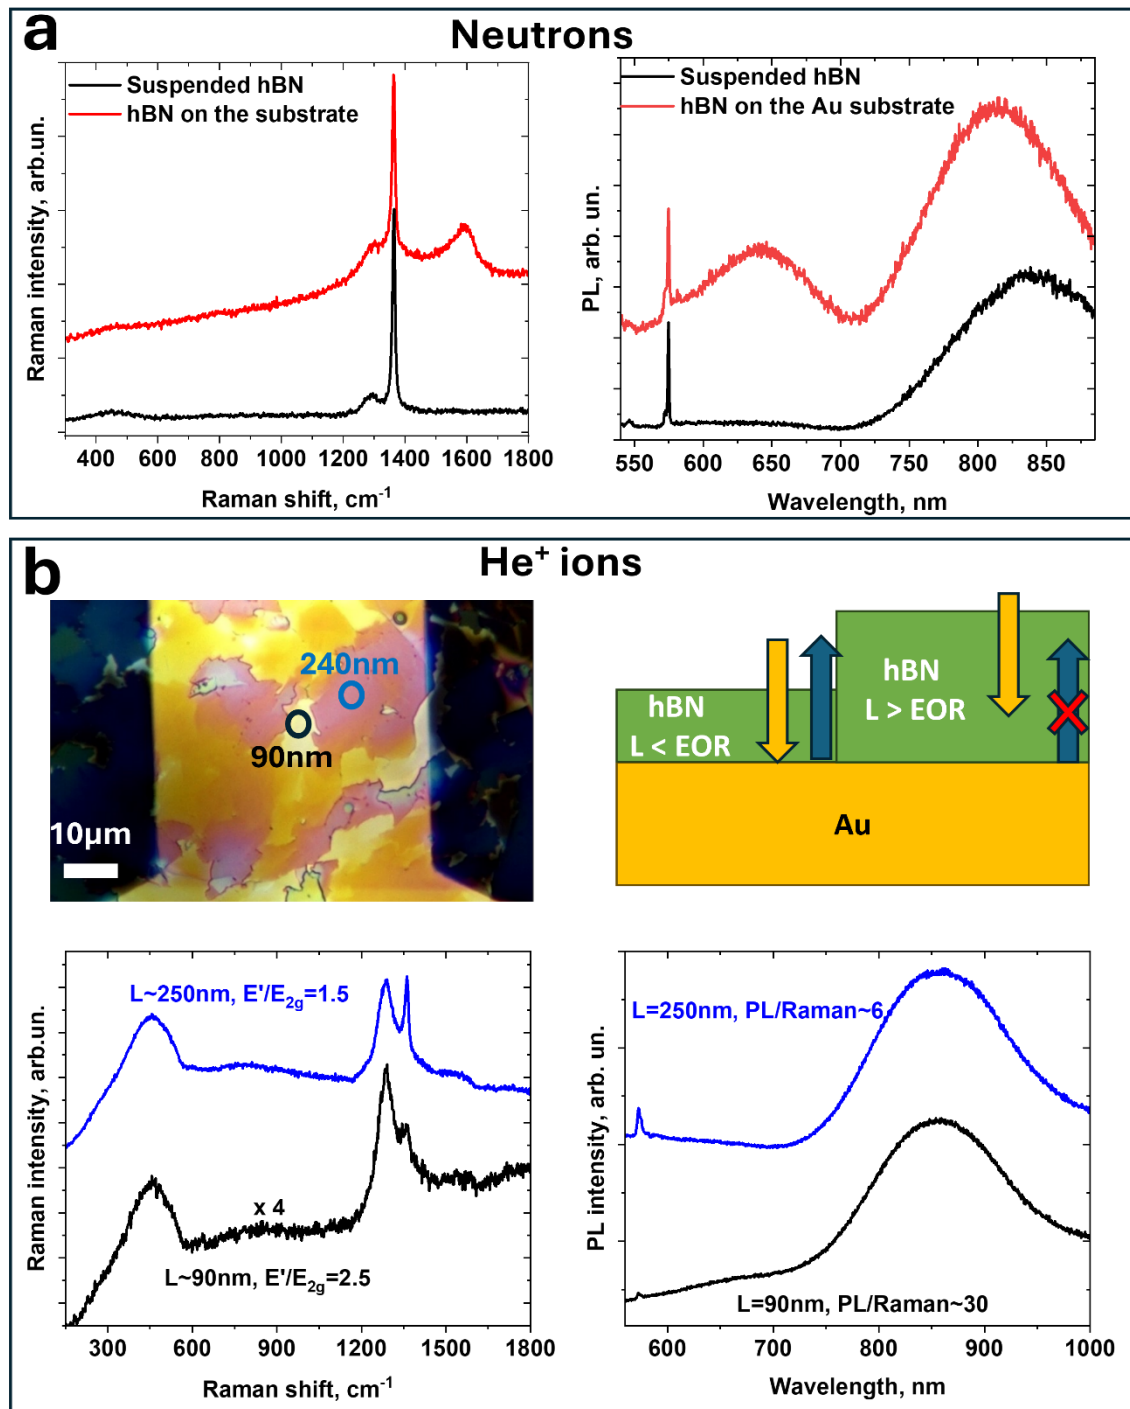 a
Neutrons
Suspended hBN
hBN on the substrate
Raman intensity, arb.un.
400 600 800 1000 1200 1400 1600 1800
Raman shift, cm⁻¹
Suspended hBN
hBN on the Au substrate
PL, arb. un.
550 600 650 700 750 800 850
Wavelength, nm
b
He⁺ ions
240nm
90nm
10μm
hBN
L < EOR
hBN
L > EOR
Au
L~250nm, E'/E₂g=1.5
x 4
L~90nm, E'/E₂g=2.5
Raman intensity, arb.un.
300 600 900 1200 1500 1800
Raman shift, cm⁻¹
L=250nm, PL/Raman~6
L=90nm, PL/Raman~30
PL intensity, arb. un.
600 700 800 900 1000
Wavelength, nm